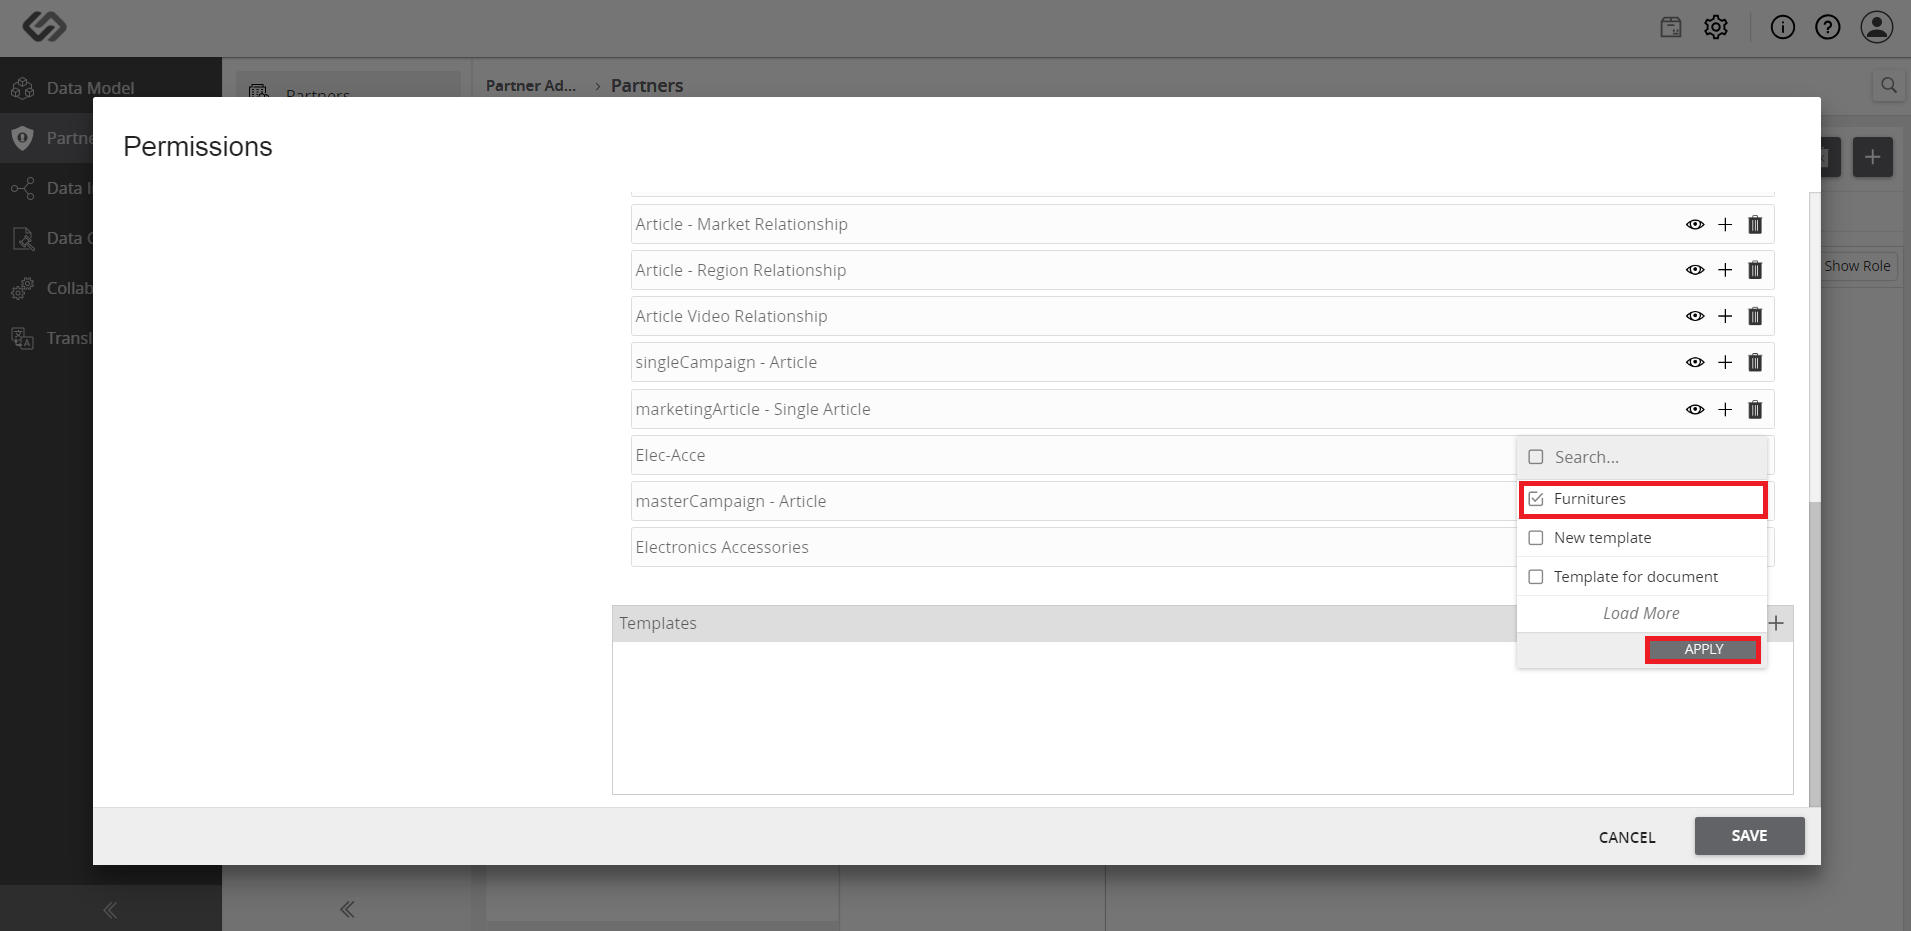 Data Model
Partners
Partner Ad... › Partners
Partne
Data I
Data
Collab
Transl
Show Role
Permissions
Article - Market Relationship
Article - Region Relationship
Article Video Relationship
singleCampaign - Article
marketingArticle - Single Article
Elec-Acce
masterCampaign - Article
Electronics Accessories
Search...
Furnitures
New template
Template for document
Load More
APPLY
Templates
CANCEL
SAVE